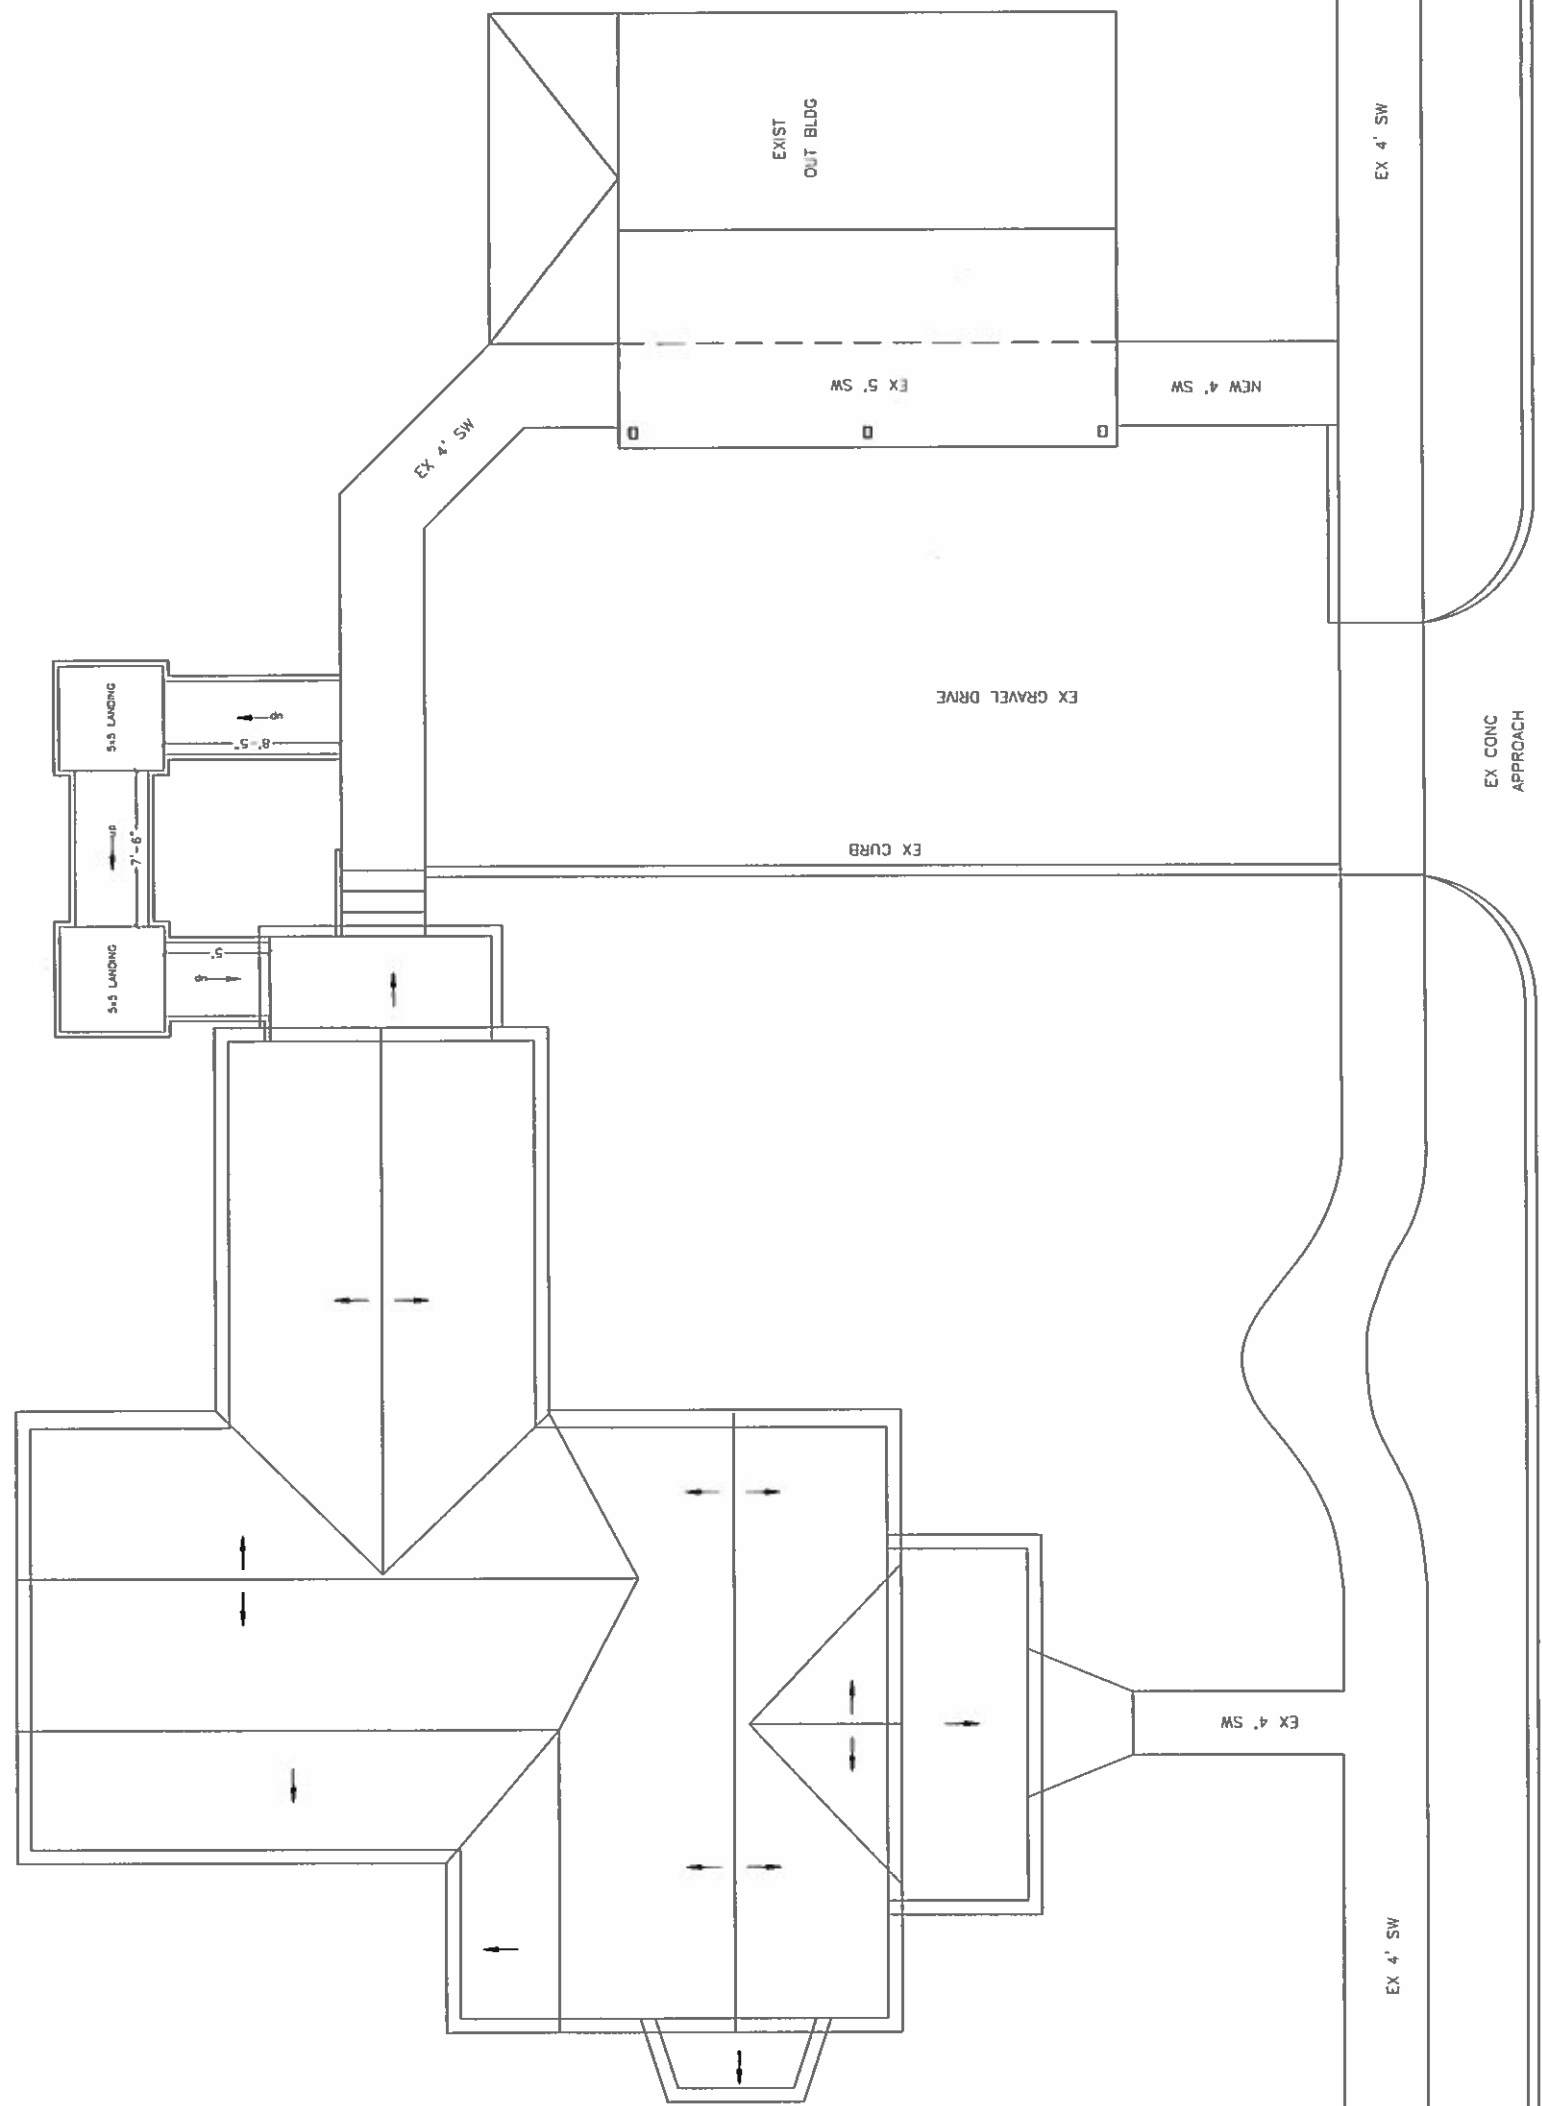 EXIST
OUT BLDG
EX 4' SW
EX 5' SW
NEW 4' SW
EX 4' SW
5x5 LANDING
up
8'-5"
EX GRAVEL DRIVE
EX CONC
APPROACH
up
7'-6"
EX CURB
5x5 LANDING
up
5'
EX 4' SW
EX 4' SW